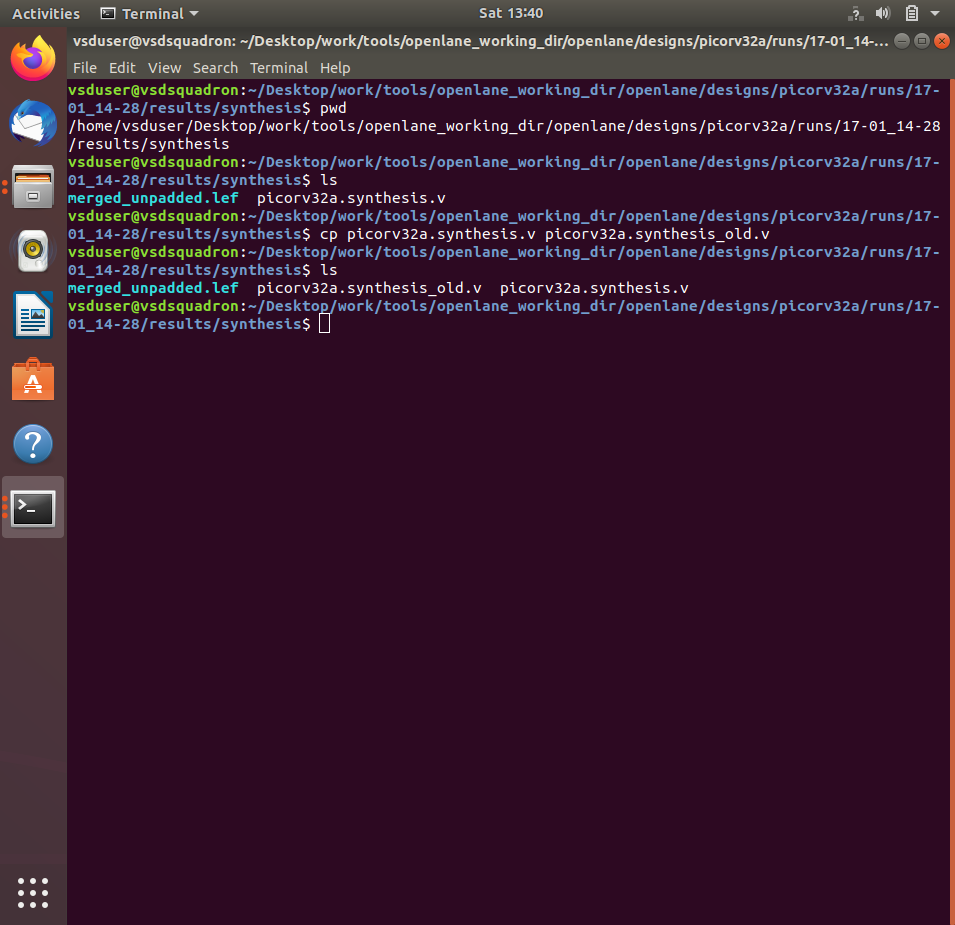 Activities Terminal Sat 13:40
vsduser@vsdsquadron: ~/Desktop/work/tools/openlane_working_dir/openlane/designs/picorv32a/runs/17-01_14-...
File Edit View Search Terminal Help
vsduser@vsdsquadron:~/Desktop/work/tools/openlane_working_dir/openlane/designs/picorv32a/runs/17-
01_14-28/results/synthesis$ pwd
/home/vsduser/Desktop/work/tools/openlane_working_dir/openlane/designs/picorv32a/runs/17-01_14-28
/results/synthesis
vsduser@vsdsquadron:~/Desktop/work/tools/openlane_working_dir/openlane/designs/picorv32a/runs/17-
01_14-28/results/synthesis$ ls
merged_unpadded.lef  picorv32a.synthesis.v
vsduser@vsdsquadron:~/Desktop/work/tools/openlane_working_dir/openlane/designs/picorv32a/runs/17-
01_14-28/results/synthesis$ cp picorv32a.synthesis.v picorv32a.synthesis_old.v
vsduser@vsdsquadron:~/Desktop/work/tools/openlane_working_dir/openlane/designs/picorv32a/runs/17-
01_14-28/results/synthesis$ ls
merged_unpadded.lef  picorv32a.synthesis_old.v  picorv32a.synthesis.v
vsduser@vsdsquadron:~/Desktop/work/tools/openlane_working_dir/openlane/designs/picorv32a/runs/17-
01_14-28/results/synthesis$